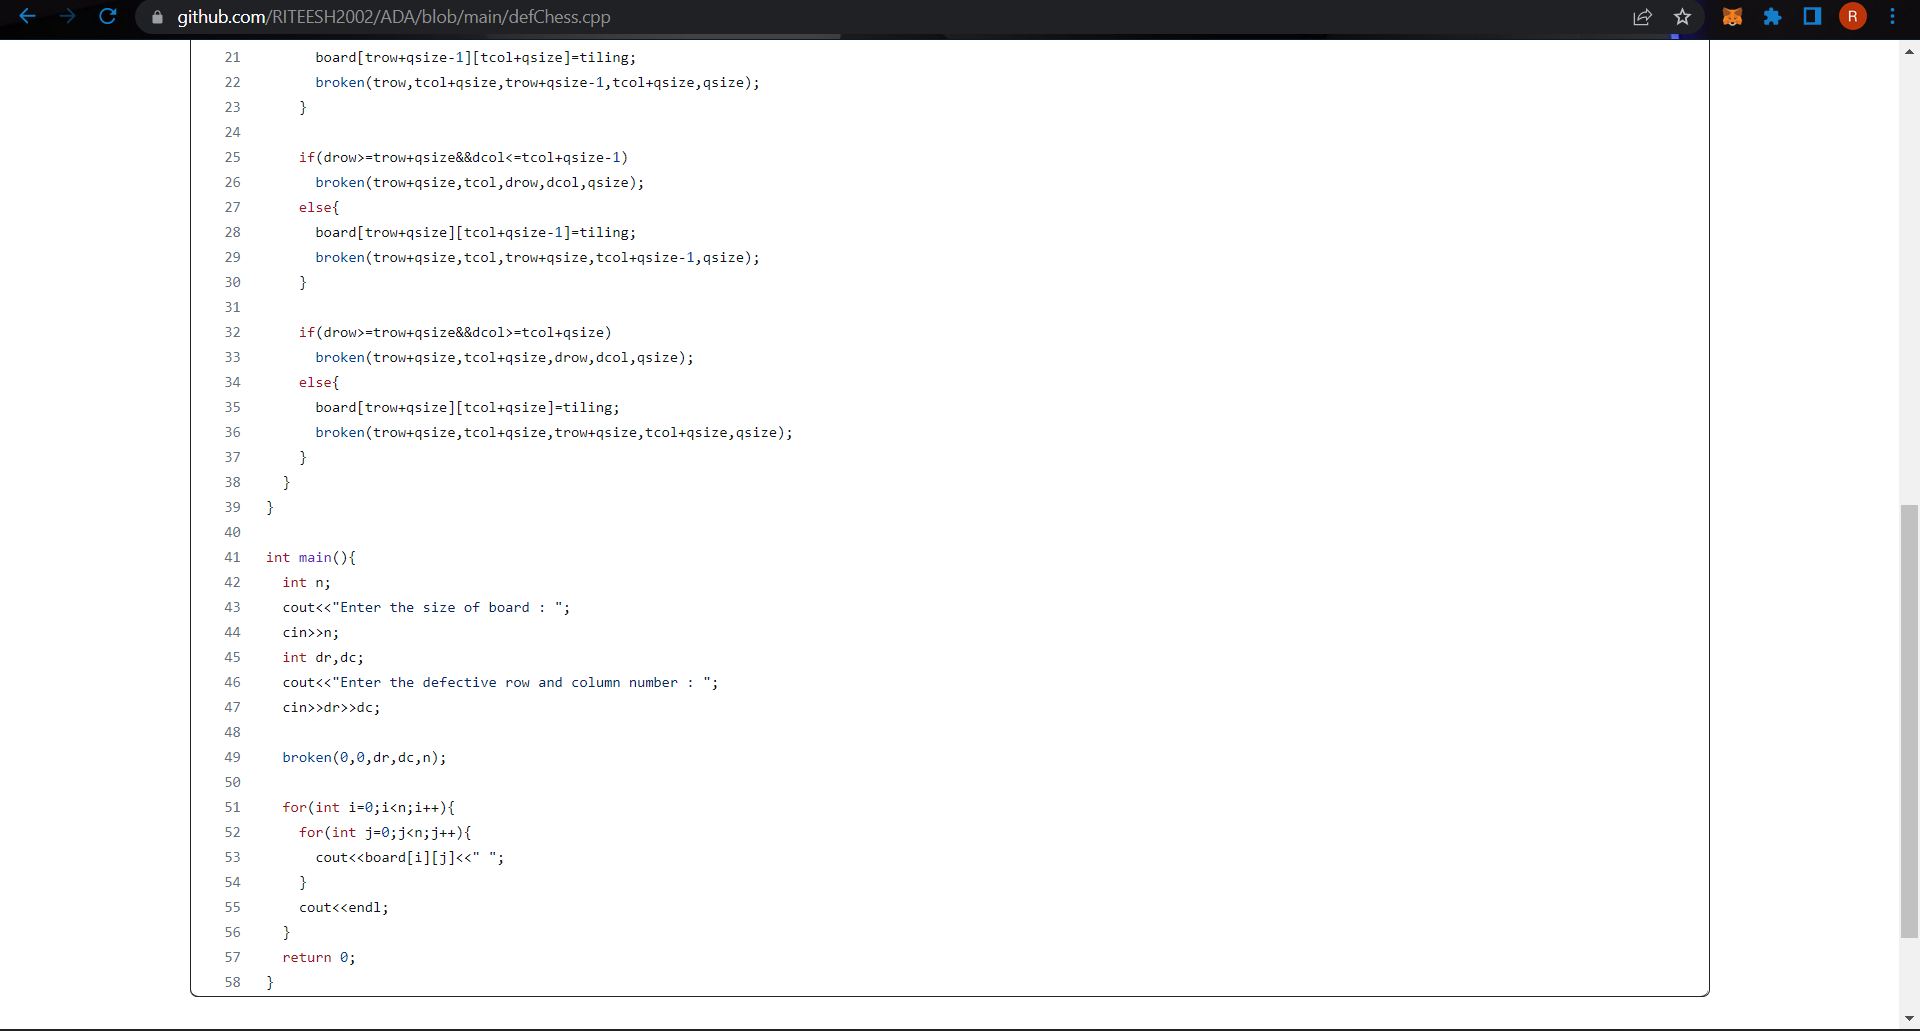 github.com/RITEESH2002/ADA/blob/main/defChess.cpp
R
21 board[trow+qsize-1][tcol+qsize]=tiling;
22 broken(trow,tcol+qsize,trow+qsize-1,tcol+qsize,qsize);
23 }
24
25 if(drow>=trow+qsize&&dcol<=tcol+qsize-1)
26 broken(trow+qsize,tcol,drow,dcol,qsize);
27 else{
28 board[trow+qsize][tcol+qsize-1]=tiling;
29 broken(trow+qsize,tcol,trow+qsize,tcol+qsize-1,qsize);
30 }
31
32 if(drow>=trow+qsize&&dcol>=tcol+qsize)
33 broken(trow+qsize,tcol+qsize,drow,dcol,qsize);
34 else{
35 board[trow+qsize][tcol+qsize]=tiling;
36 broken(trow+qsize,tcol+qsize,trow+qsize,tcol+qsize,qsize);
37 }
38 }
39 }
40
41 int main(){
42 int n;
43 cout<<"Enter the size of board : ";
44 cin>>n;
45 int dr,dc;
46 cout<<"Enter the defective row and column number : ";
47 cin>>dr>>dc;
48
49 broken(0,0,dr,dc,n);
50
51 for(int i=0;i<n;i++){
52 for(int j=0;j<n;j++){
53 cout<<board[i][j]<<" ";
54 }
55 cout<<endl;
56 }
57 return 0;
58 }